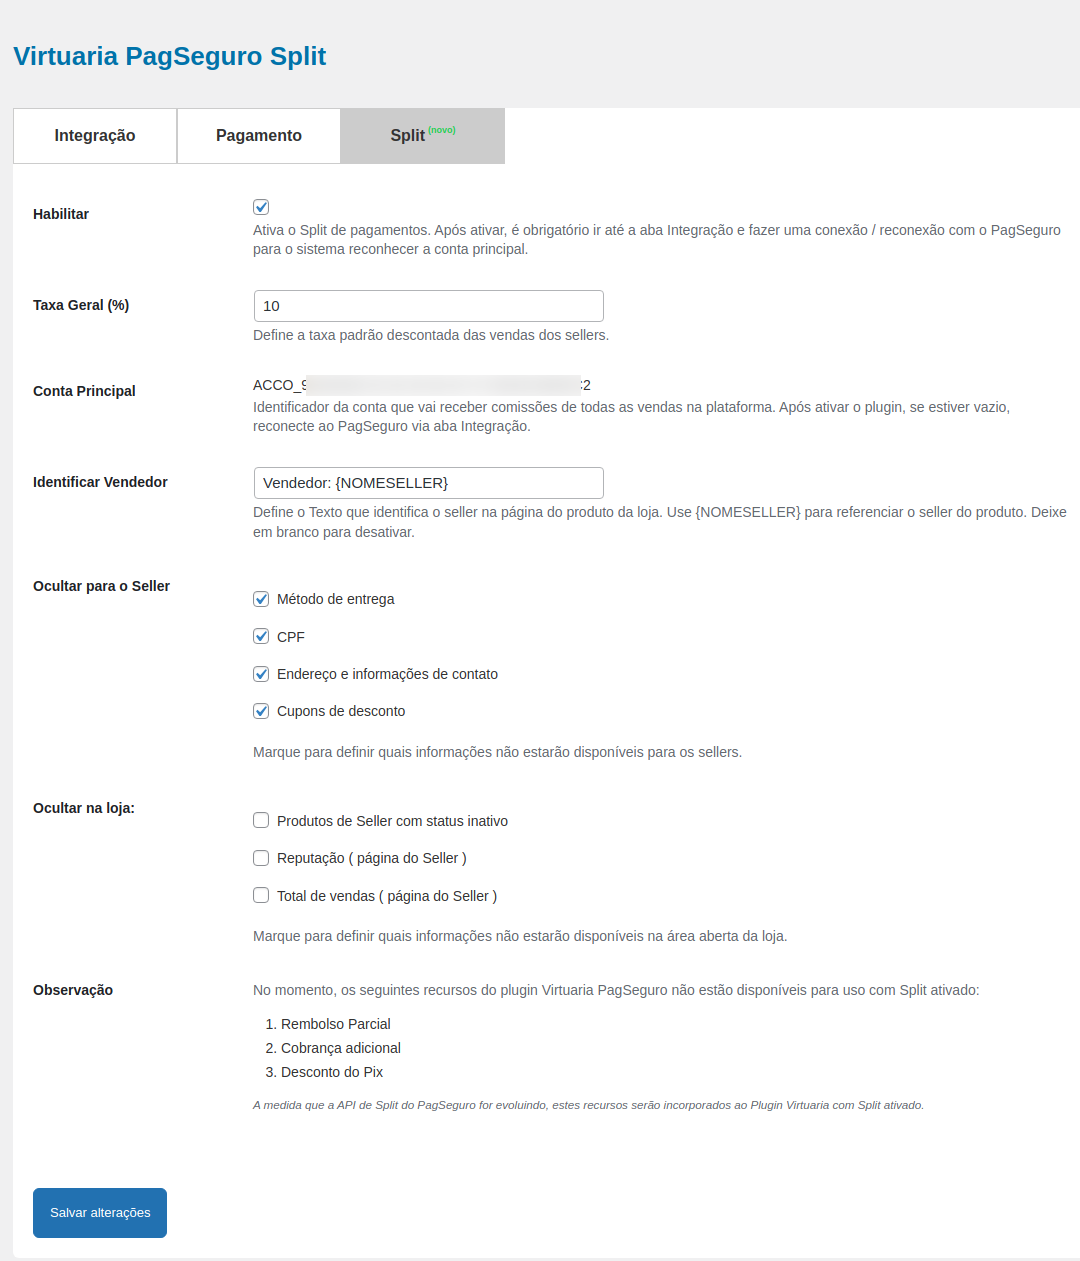 Virtuaria PagSeguro Split
Integração
Pagamento
Split (novo)
Habilitar
Ativa o Split de pagamentos. Após ativar, é obrigatório ir até a aba Integração e fazer uma conexão / reconexão com o PagSeguro
para o sistema reconhecer a conta principal.
Taxa Geral (%)
10
Define a taxa padrão descontada das vendas dos sellers.
Conta Principal
ACCO_9
Identificador da conta que vai receber comissões de todas as vendas na plataforma. Após ativar o plugin, se estiver vazio,
reconecte ao PagSeguro via aba Integração.
Identificar Vendedor
Vendedor: {NOMESELLER}
Define o Texto que identifica o seller na página do produto da loja. Use {NOMESELLER} para referenciar o seller do produto. Deixe
em branco para desativar.
Ocultar para o Seller
Método de entrega
CPF
Endereço e informações de contato
Cupons de desconto
Marque para definir quais informações não estarão disponíveis para os sellers.
Ocultar na loja:
Produtos de Seller com status inativo
Reputação ( página do Seller )
Total de vendas ( página do Seller )
Marque para definir quais informações não estarão disponíveis na área aberta da loja.
Observação
No momento, os seguintes recursos do plugin Virtuaria PagSeguro não estão disponíveis para uso com Split ativado:
1. Rembolso Parcial
2. Cobrança adicional
3. Desconto do Pix
A medida que a API de Split do PagSeguro for evoluindo, estes recursos serão incorporados ao Plugin Virtuaria com Split ativado.
Salvar alterações